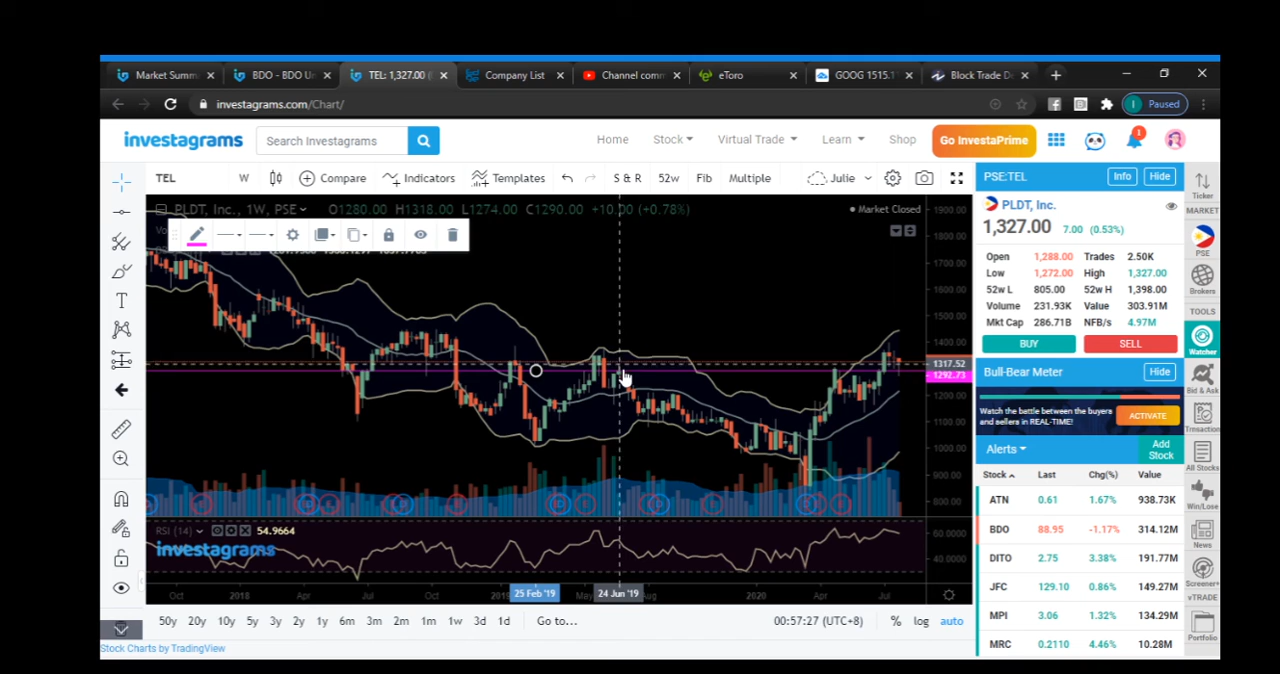 Market Summ
BDO - BDO Un
TEL: 1,327.00 (
Company List
Channel comm
eToro
GOOG 1515.1
Block Trade De
investagrams.com/Chart/
I Paused
investagrams
Search Investagrams
Home Stock Virtual Trade Learn Shop
Go InvestaPrime
1
TEL W Compare Indicators Templates S & R 52w Fib Multiple Julie
PLDT, Inc., 1W, PSE O1280.00 H1318.00 L1274.00 C1290.00 +10.00 (+0.78%)
Market Closed
1900.00
1800.00
1700.00
1600.00
1500.00
1400.00
1317.52
1292.73
1200.00
1100.00
1000.00
900.00
800.00
RSI (14) 54.9664
investagrams
60.0000
40.0000
Oct 2018 Apr Jul Oct 2019 25 Feb '19 May 24 Jun '19 Aug 2020 Apr Jul
50y 20y 10y 5y 3y 2y 1y 6m 3m 2m 1m 1w 3d 1d Go to...
00:57:27 (UTC+8) % log auto
Stock Charts by TradingView
PSE:TEL Info Hide
PLDT, Inc.
1,327.00 7.00 (0.53%)
Open 1,288.00 Trades 2.50K
Low 1,272.00 High 1,327.00
52w L 805.00 52w H 1,398.00
Volume 231.93K Value 303.91M
Mkt Cap 286.71B NFB/s 4.97M
BUY SELL
Bull-Bear Meter Hide
Watch the battle between the buyers
and sellers in REAL-TIME!
ACTIVATE
Alerts
Add
Stock
Stock Last Chg(%) Value
ATN 0.61 1.67% 938.73K
BDO 88.95 -1.17% 314.12M
DITO 2.75 3.38% 191.77M
JFC 129.10 0.86% 149.27M
MPI 3.06 1.32% 134.29M
MRC 0.2110 4.46% 10.28M
Ticker
MARKET
PSE
Brokers
TOOLS
Watcher
Bid & Ask
Transaction
All Stocks
Win/Lose
News
Screener+
vTRADE
Portfolio